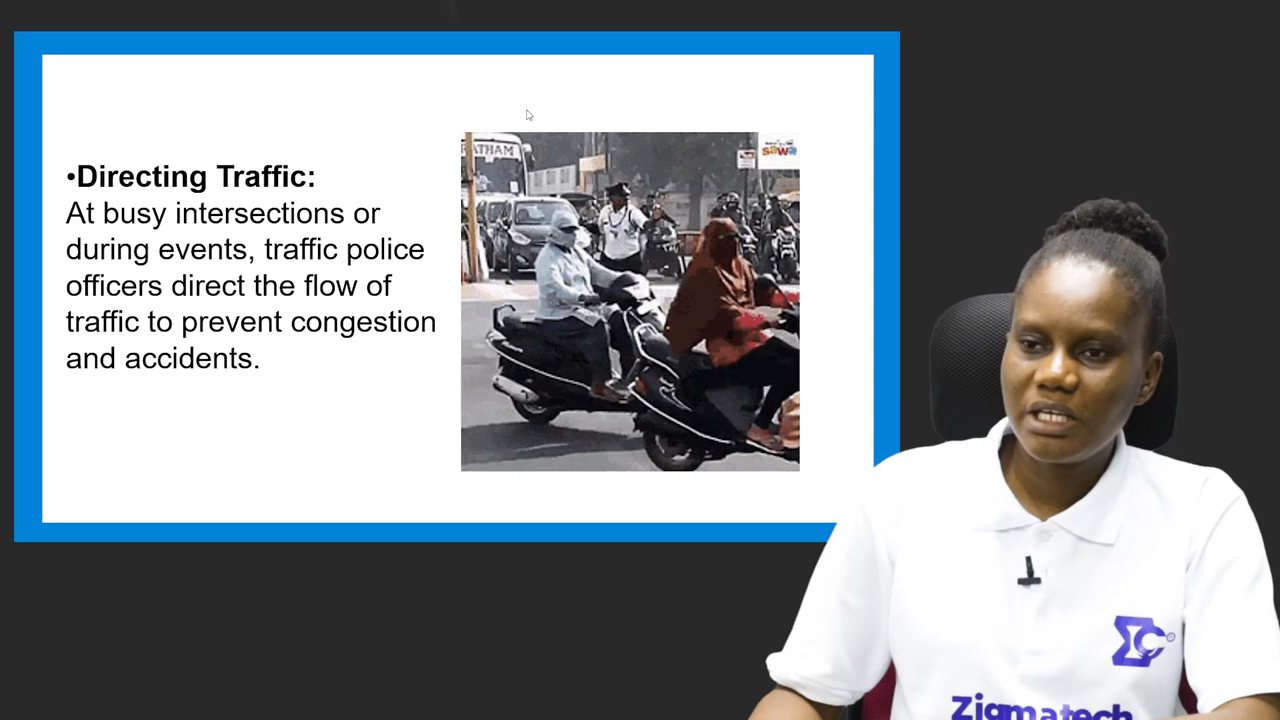 •Directing Traffic:
At busy intersections or
during events, traffic police
officers direct the flow of
traffic to prevent congestion
and accidents.
Zigmatech